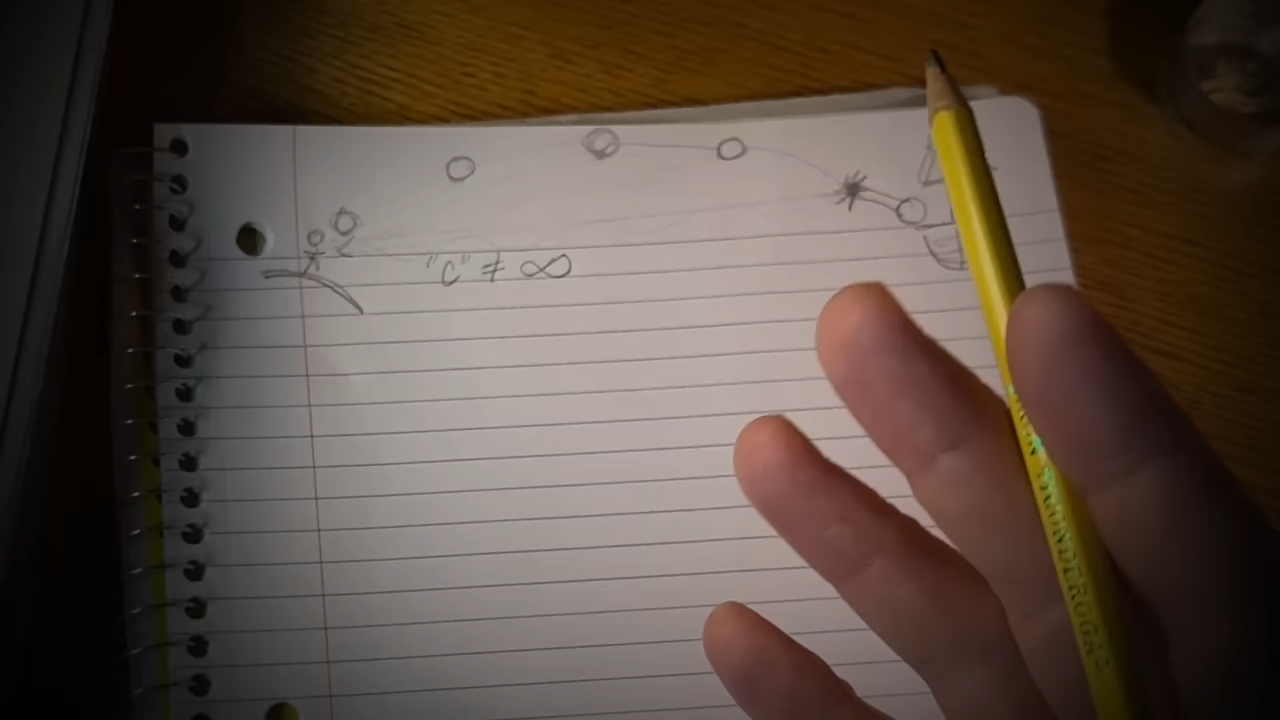 "c" ≠ ∞